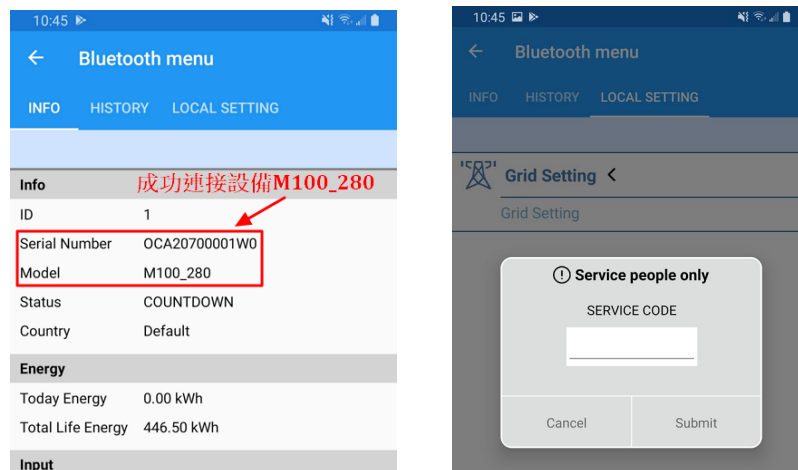 10:45
Bluetooth menu
INFO HISTORY LOCAL SETTING
Info
成功連接設備M100_280
ID 1
Serial Number OCA20700001W0
Model M100_280
Status COUNTDOWN
Country Default
Energy
Today Energy 0.00 kWh
Total Life Energy 446.50 kWh
Input
10:45
Bluetooth menu
INFO HISTORY LOCAL SETTING
Grid Setting
Grid Setting
Service people only
SERVICE CODE
Cancel Submit